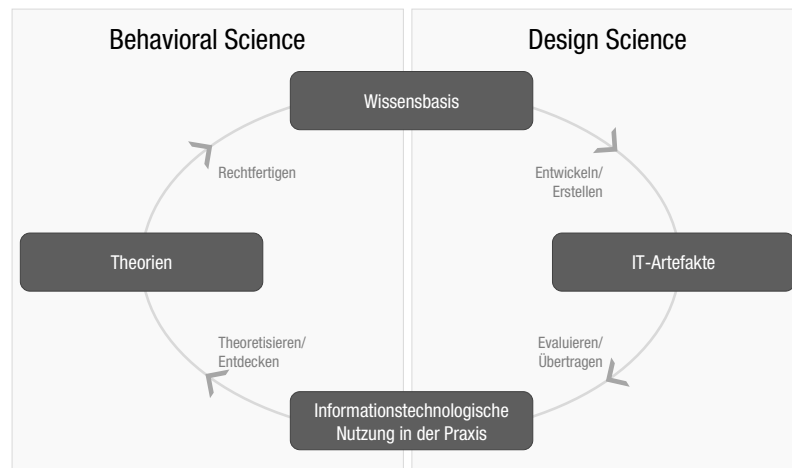 Behavioral Science
Design Science
Wissensbasis
Rechtfertigen
Entwickeln/
Erstellen
Theorien
IT-Artefakte
Theoretisieren/
Entdecken
Evaluieren/
Übertragen
Informationstechnologische
Nutzung in der Praxis